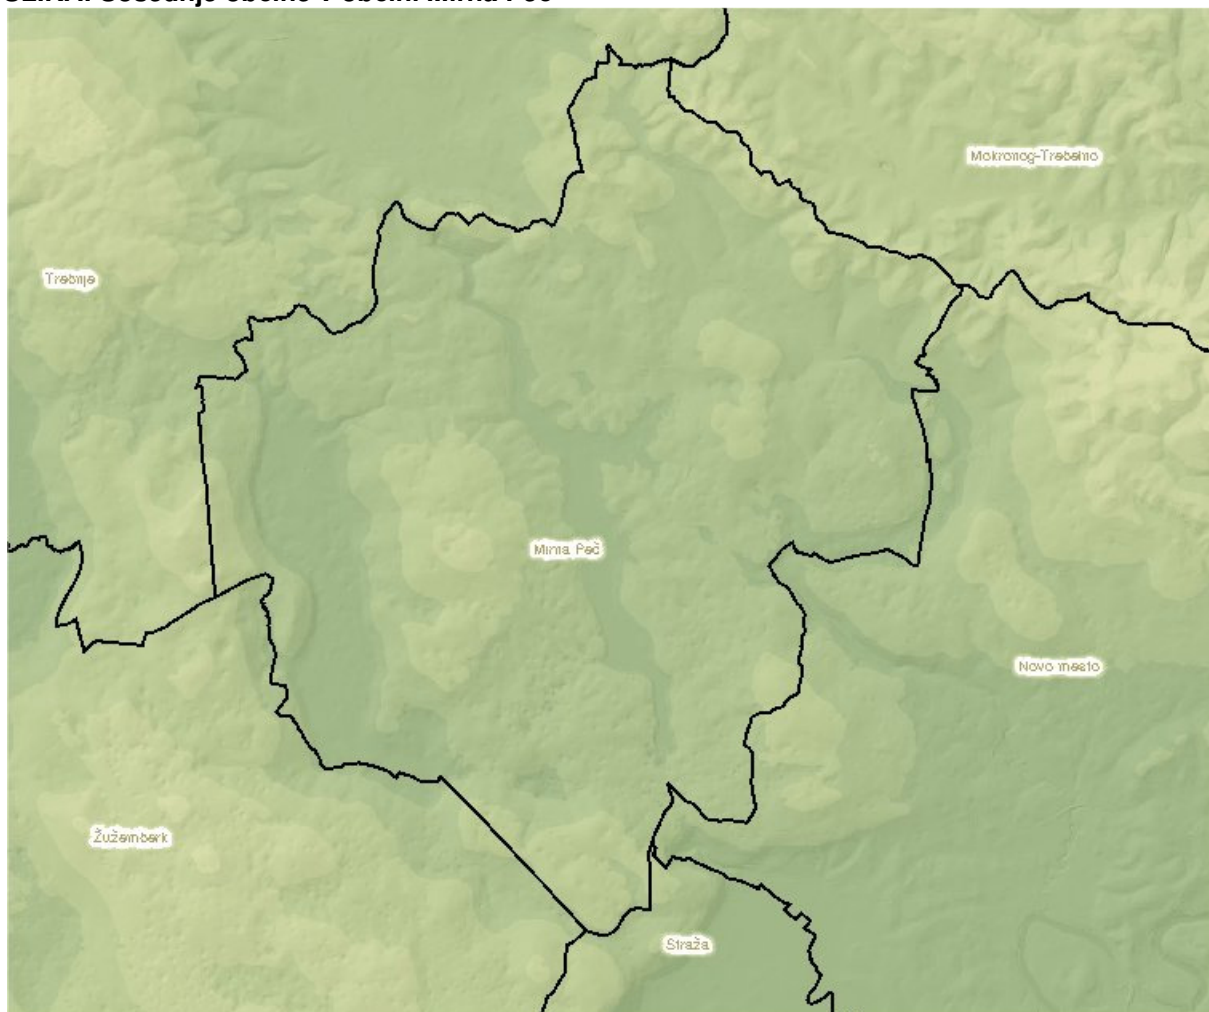 Mokronog-Trebelno
Trebnje
Mirna Peč
Novo mesto
Žužemberk
Straža